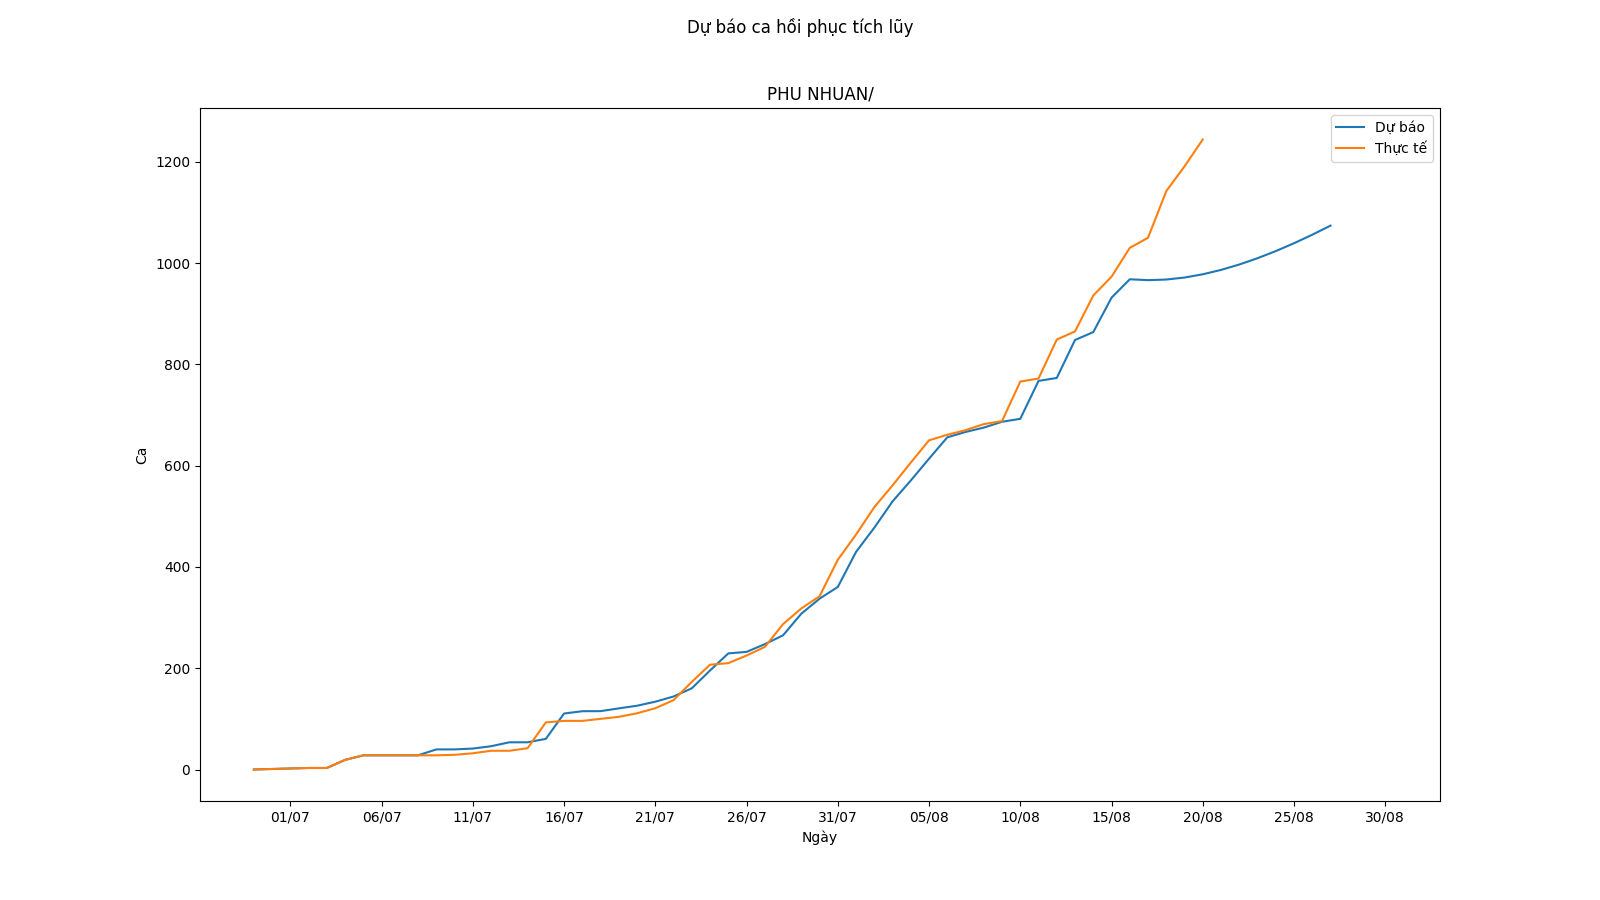 Dự báo ca hồi phục tích lũy
PHU NHUAN/
Dự báo
Thực tế
1200
1000
800
600
400
200
0
Ca
01/07 06/07 11/07 16/07 21/07 26/07 31/07 05/08 10/08 15/08 20/08 25/08 30/08
Ngày